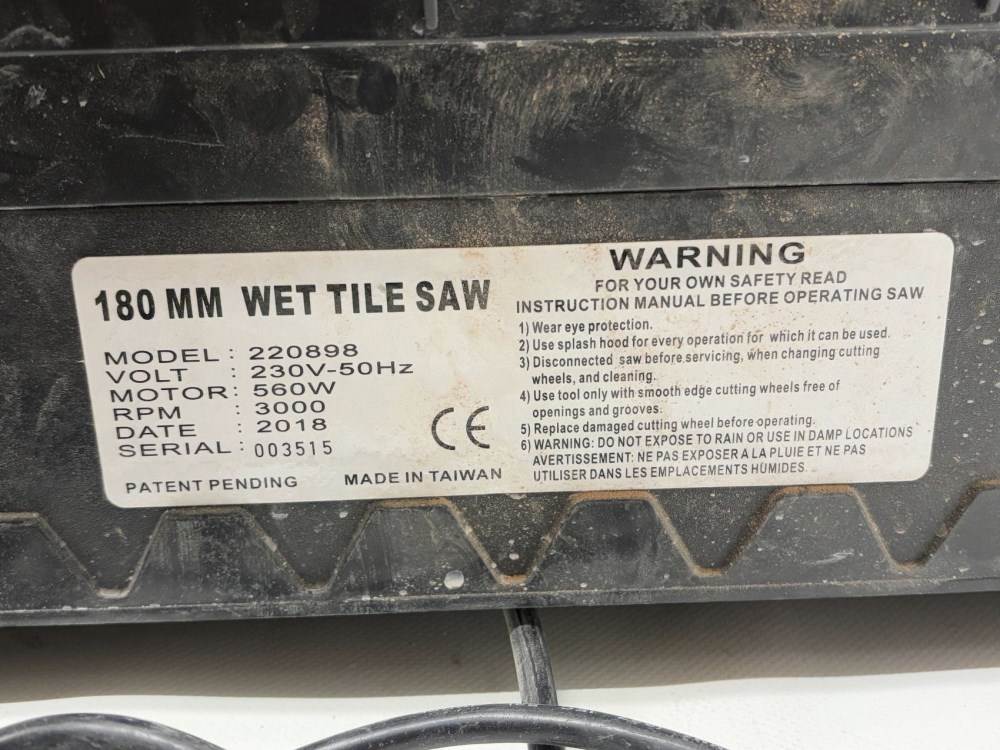 180 MM WET TILE SAW
MODEL : 220898
VOLT : 230V-50Hz
MOTOR: 560W
RPM : 3000
DATE : 2018
SERIAL : 003515
CE
PATENT PENDING MADE IN TAIWAN
WARNING
FOR YOUR OWN SAFETY READ
INSTRUCTION MANUAL BEFORE OPERATING SAW
1) Wear eye protection.
2) Use splash hood for every operation for which it can be used.
3) Disconnected saw before servicing, when changing cutting
wheels, and cleaning.
4) Use tool only with smooth edge cutting wheels free of
openings and grooves.
5) Replace damaged cutting wheel before operating.
6) WARNING: DO NOT EXPOSE TO RAIN OR USE IN DAMP LOCATIONS
AVERTISSEMENT: NE PAS EXPOSER A LA PLUIE ET NE PAS
UTILISER DANS LES EMPLACEMENTS HUMIDES.